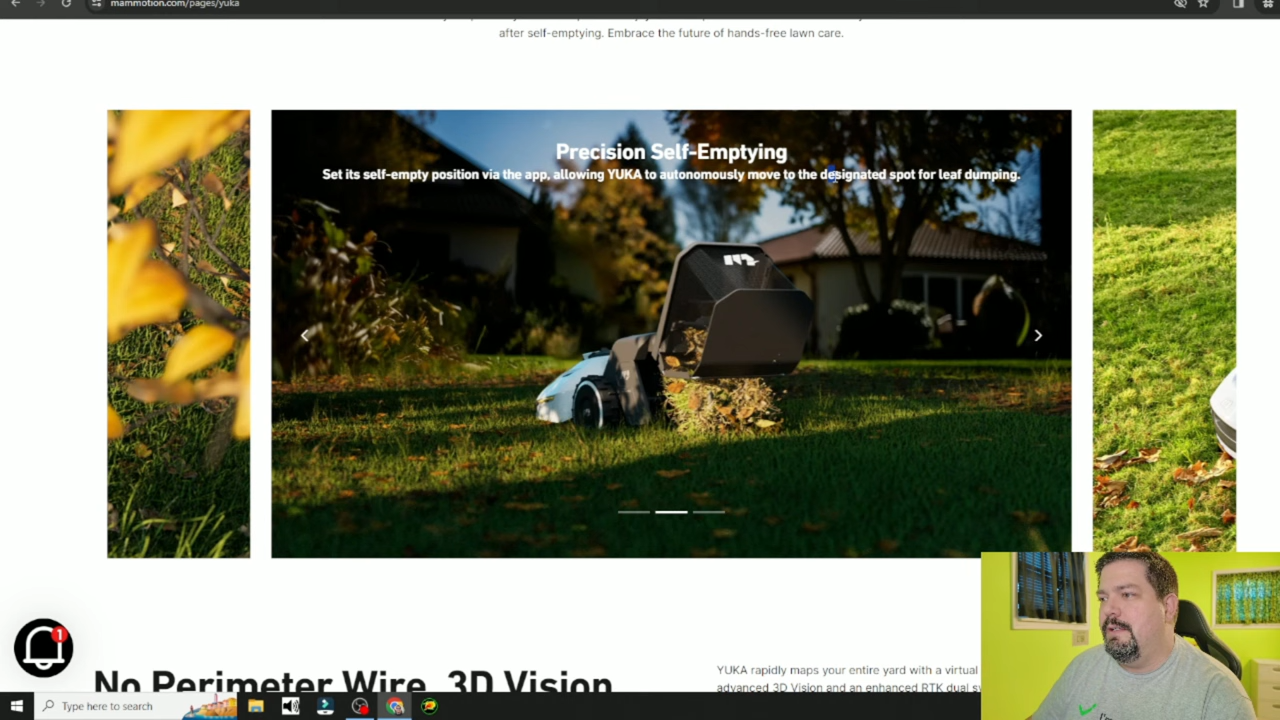 mammotion.com/pages/yuka
after self-emptying. Embrace the future of hands-free lawn care.
Precision Self-Emptying
Set its self-empty position via the app, allowing YUKA to autonomously move to the designated spot for leaf dumping.
1
No Perimeter Wire, 3D Vision
YUKA rapidly maps your entire yard with a virtual
advanced 3D Vision and an enhanced RTK dual
Type here to search